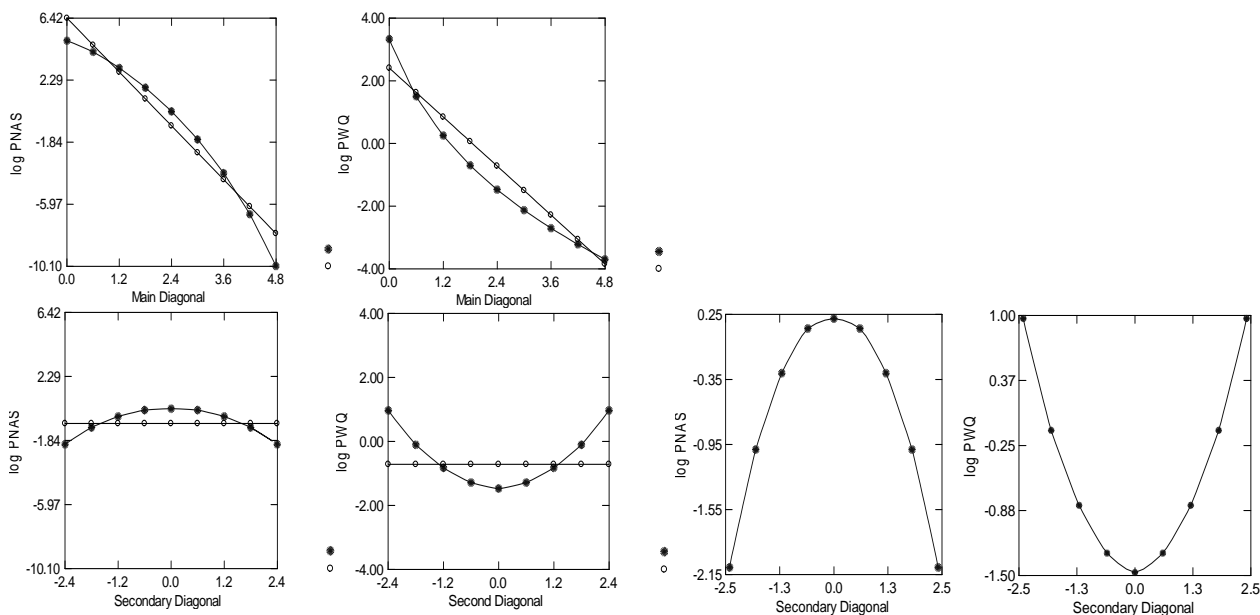 6.42
2.29
-1.84
-5.97
-10.10
log PNAS
0.0 1.2 2.4 3.6 4.8
Main Diagonal
4.00
2.00
0.00
-2.00
-4.00
log PWQ
0.0 1.2 2.4 3.6 4.8
Main Diagonal
6.42
2.29
-1.84
-5.97
-10.10
log PNAS
-2.4 -1.2 0.0 1.2 2.4
Secondary Diagonal
4.00
2.00
0.00
-2.00
-4.00
log PWQ
-2.4 -1.2 0.0 1.2 2.4
Second Diagonal
0.25
-0.35
-0.95
-1.55
-2.15
log PNAS
-2.5 -1.3 0.0 1.3 2.5
Secondary Diagonal
1.00
0.37
-0.25
-0.88
-1.50
log PWQ
-2.5 -1.3 0.0 1.3 2.5
Secondary Diagonal